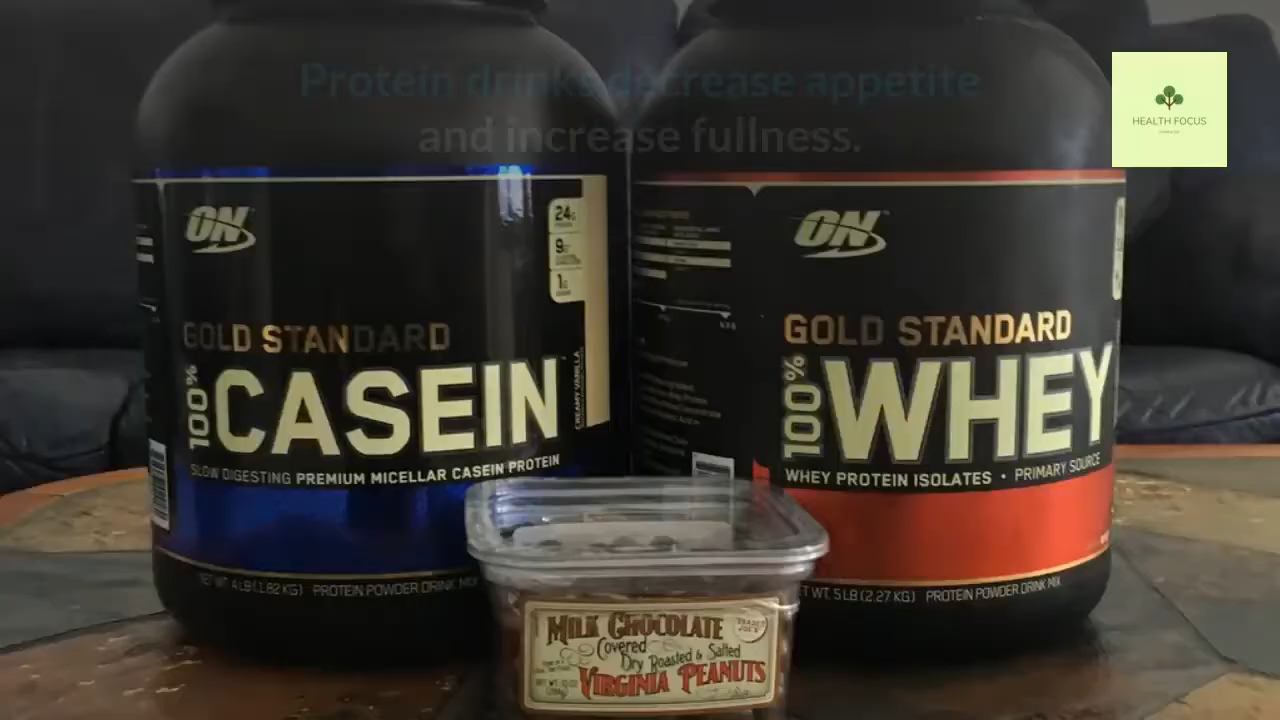 Protein drinks decrease appetite
and increase fullness.
HEALTH FOCUS
ON
24g
9g
1g
GOLD STANDARD
100% CASEIN
CREAMY VANILLA
SLOW DIGESTING PREMIUM MICELLAR CASEIN PROTEIN
NET WT. 4 LB (1.82 KG) PROTEIN POWDER DRINK MIX
ON
GOLD STANDARD
100% WHEY
WHEY PROTEIN ISOLATES • PRIMARY SOURCE
ET WT. 5 LB (2.27 KG) PROTEIN POWDER DRINK MIX
MILK CHOCOLATE
Covered
Dry Roasted & Salted
VIRGINIA PEANUTS
TRADER JOE'S